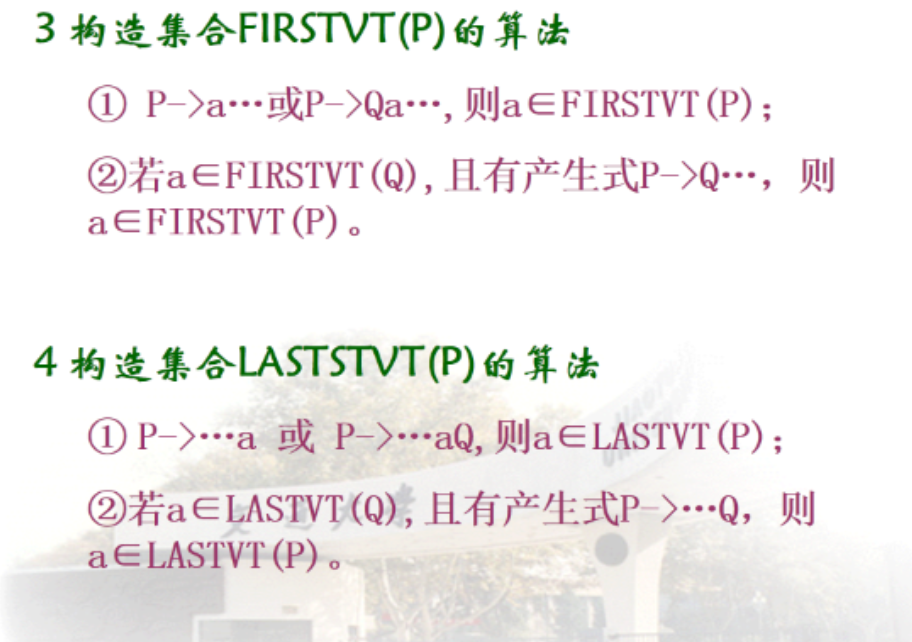 3 构造集合FIRSTVT(P)的算法
① P->a…或P->Qa…,则a∈FIRSTVT(P);
②若a∈FIRSTVT(Q),且有产生式P->Q…，则
a∈FIRSTVT(P)。
4 构造集合LASTSTVT(P)的算法
① P->…a 或 P->…aQ,则a∈LASTVT(P);
②若a∈LASTVT(Q),且有产生式P->…Q，则
a∈LASTVT(P)。